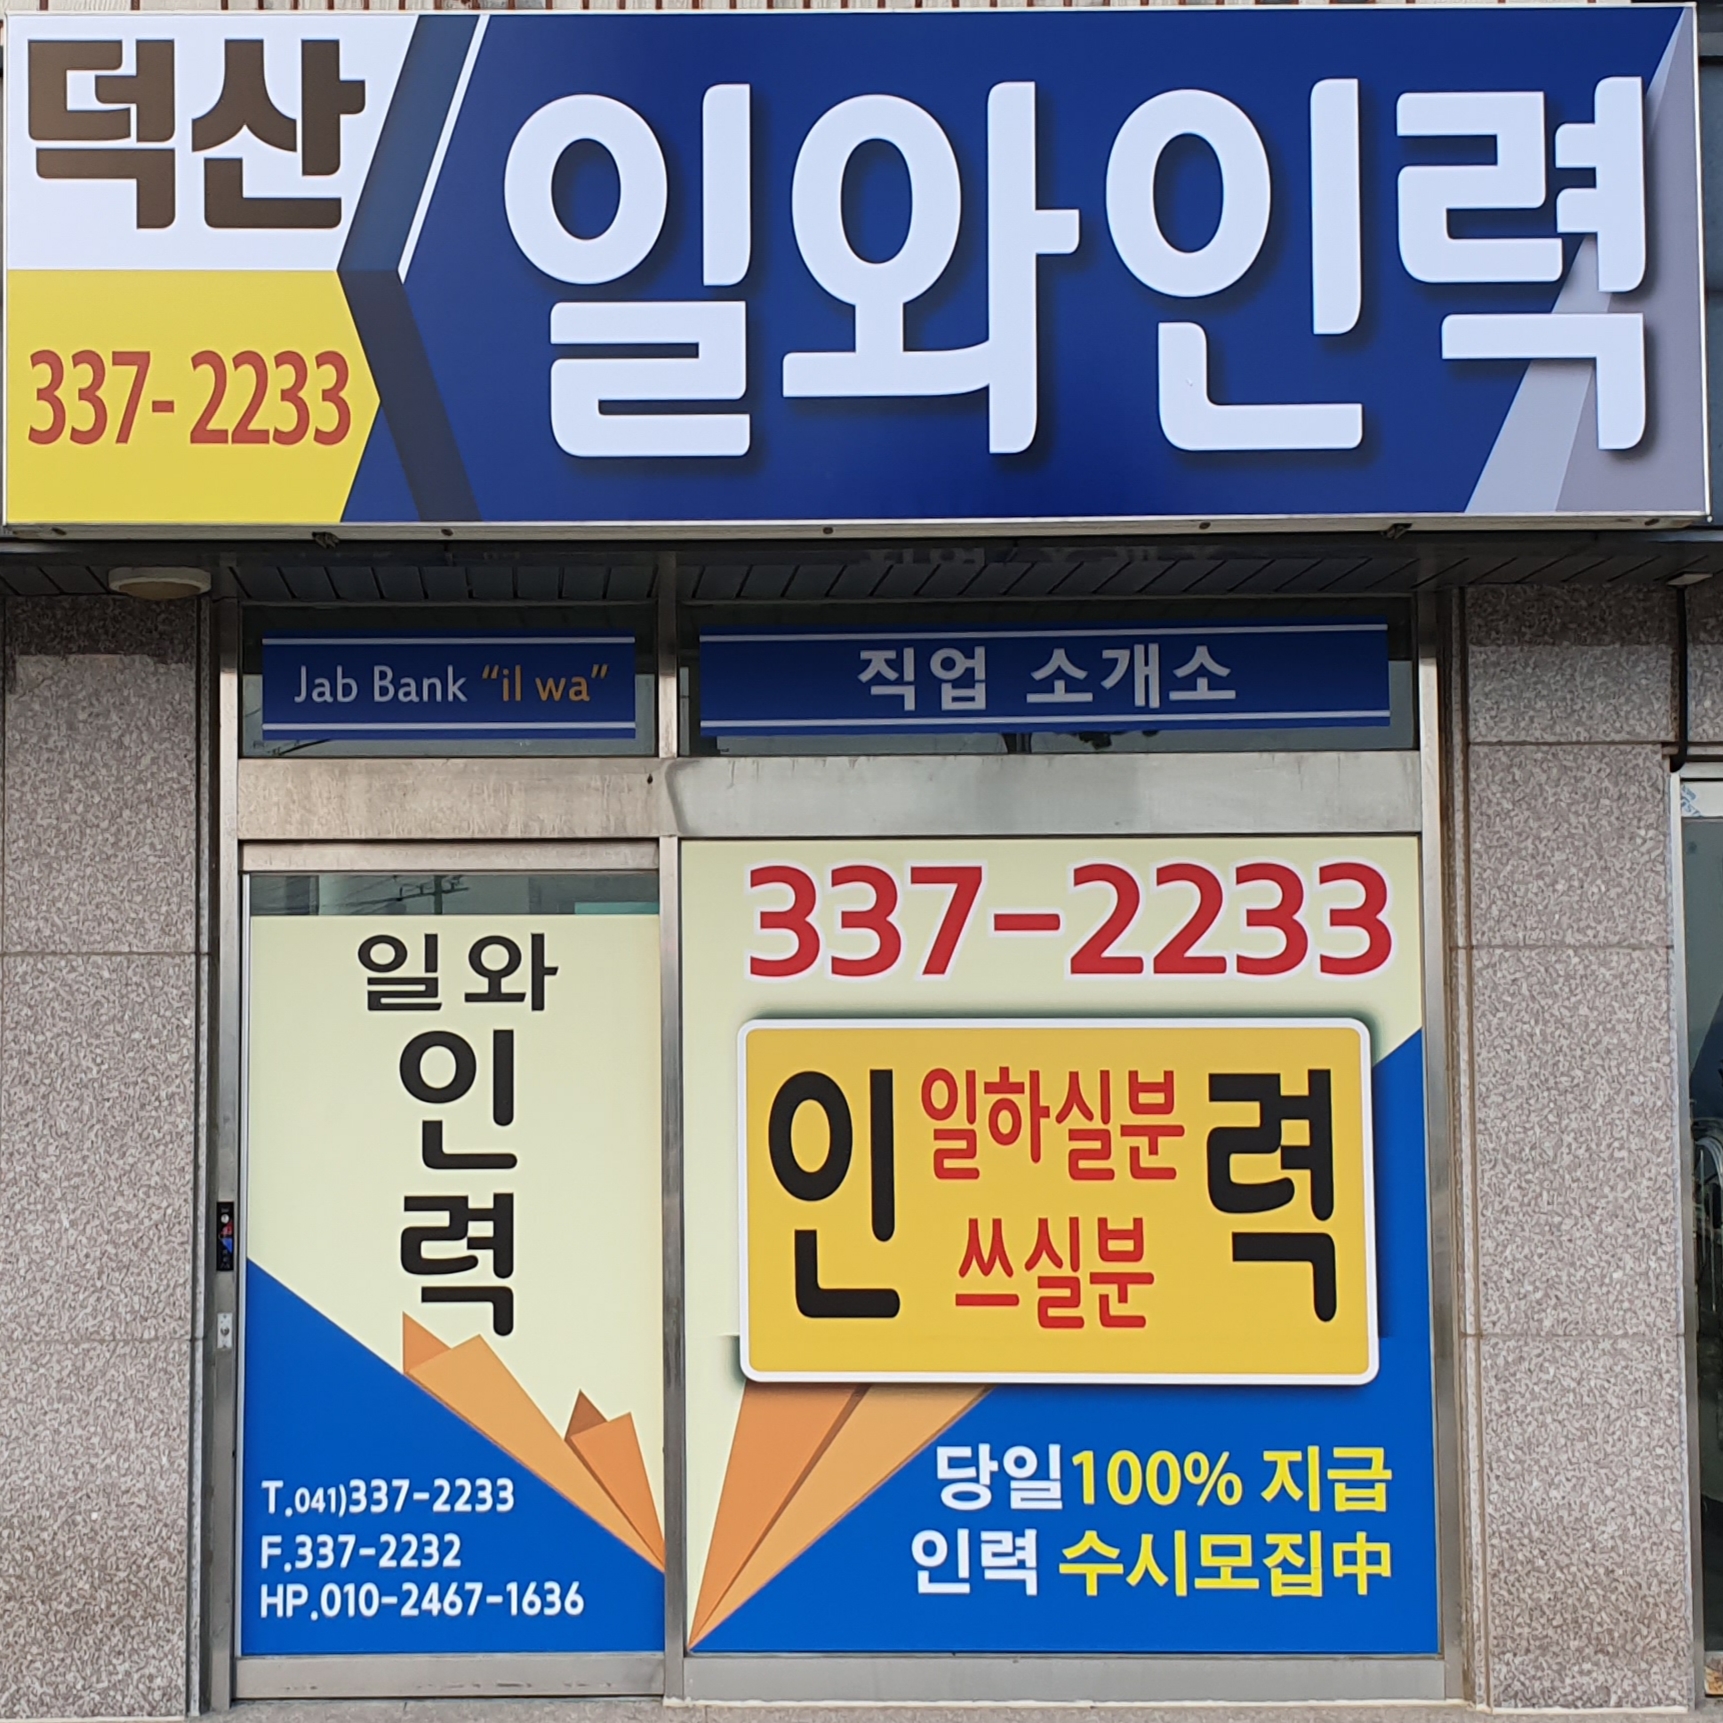 덕산
337-2233
일와인력
Jab Bank "il wa"
직업 소개소
일와
인
력
T.041)337-2233
F.337-2232
HP.010-2467-1636
337-2233
인력
일하실분
쓰실분
당일100% 지급
인력 수시모집中